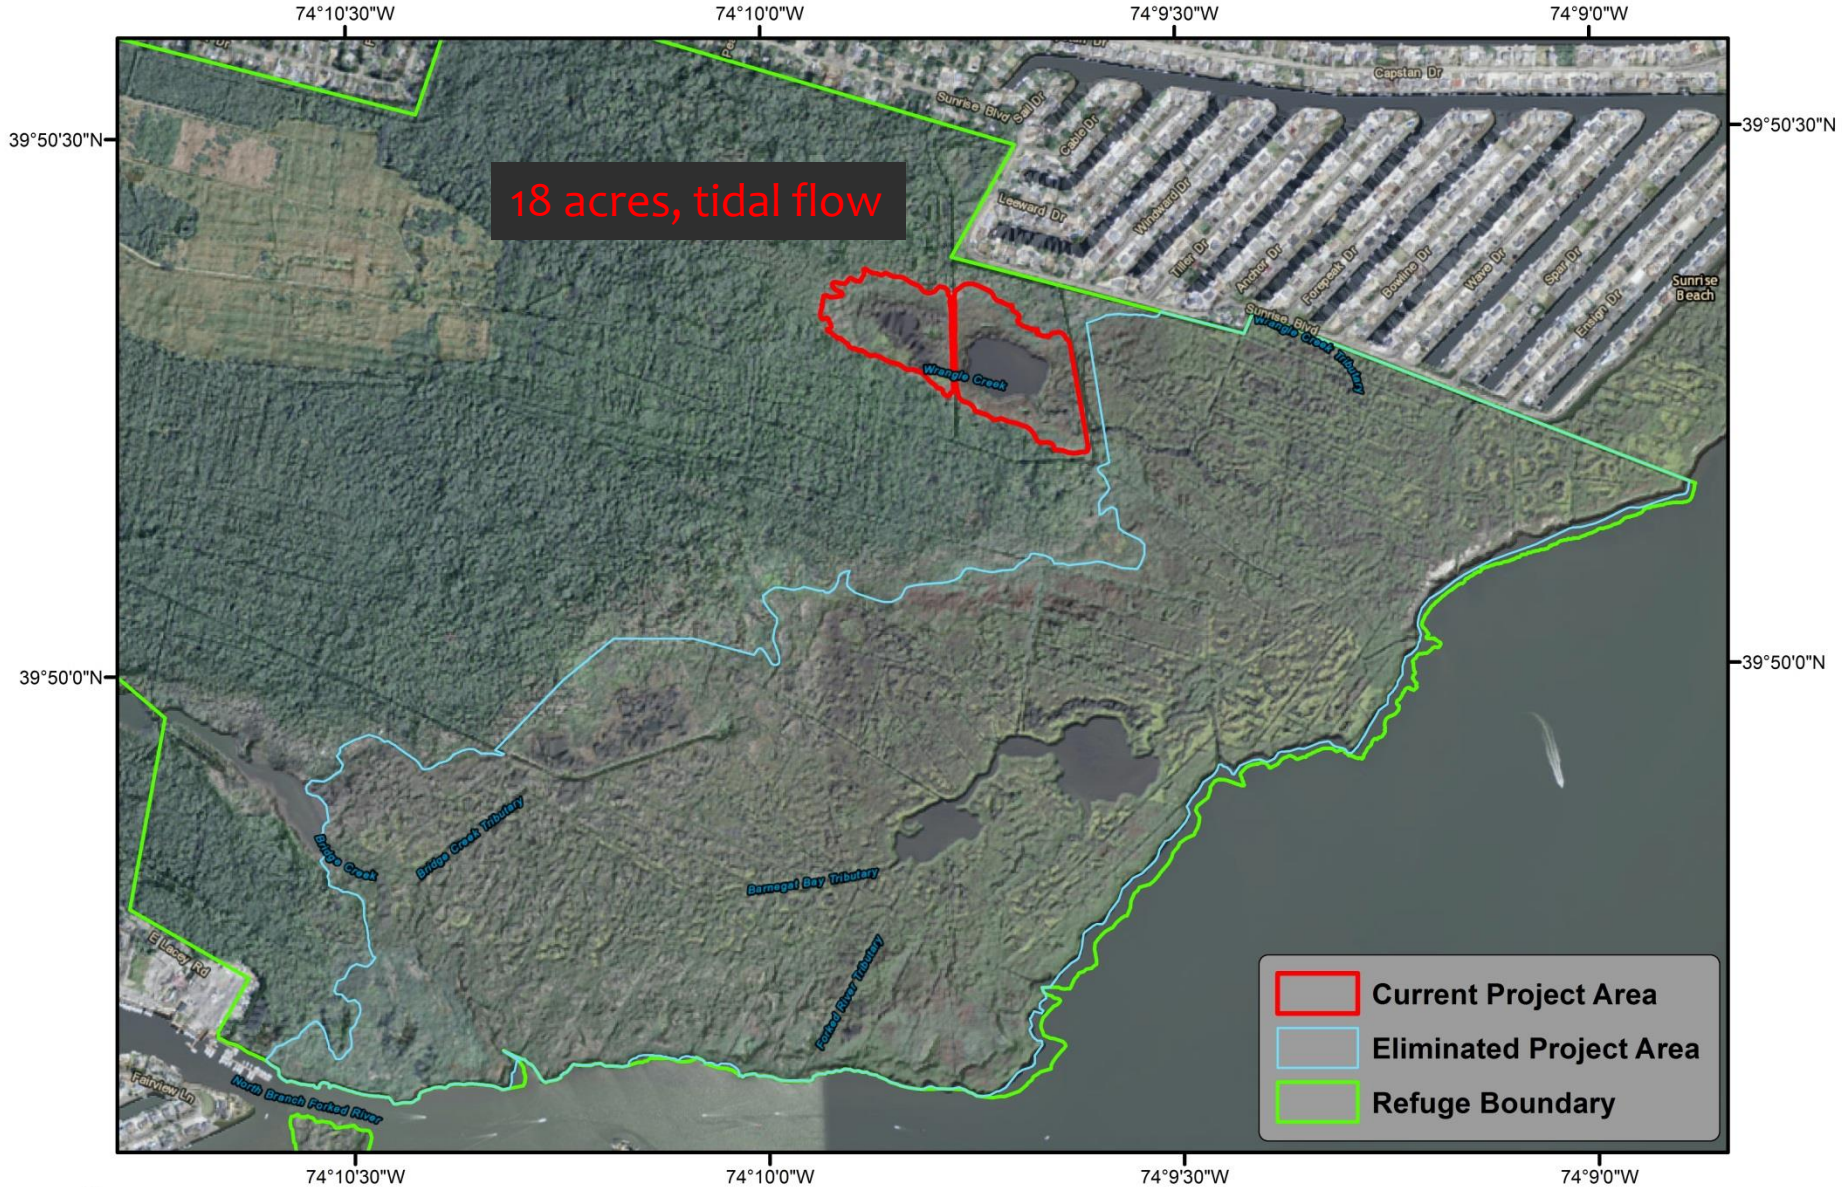 74°10'30"W
74°10'0"W
74°9'30"W
74°9'0"W
Capstan Dr
Sunrise Blvd
Sail Dr
Cable Dr
39°50'30"N
39°50'30"N
18 acres, tidal flow
Leeward Dr
Windward Dr
Tiller Dr
Anchor Dr
Forepeak Dr
Bowline Dr
Wave Dr
Spar Dr
Ensign Dr
Sunrise
Beach
Sunrise Blvd
Wrangle Creek Tributary
Wrangle Creek
39°50'0"N
39°50'0"N
Bridge Creek
Bridge Creek Tributary
Barnegat Bay Tributary
Forked River Tributary
E Lacey Rd
Fairview Ln
North Branch Forked River
Current Project Area
Eliminated Project Area
Refuge Boundary
74°10'30"W
74°10'0"W
74°9'30"W
74°9'0"W